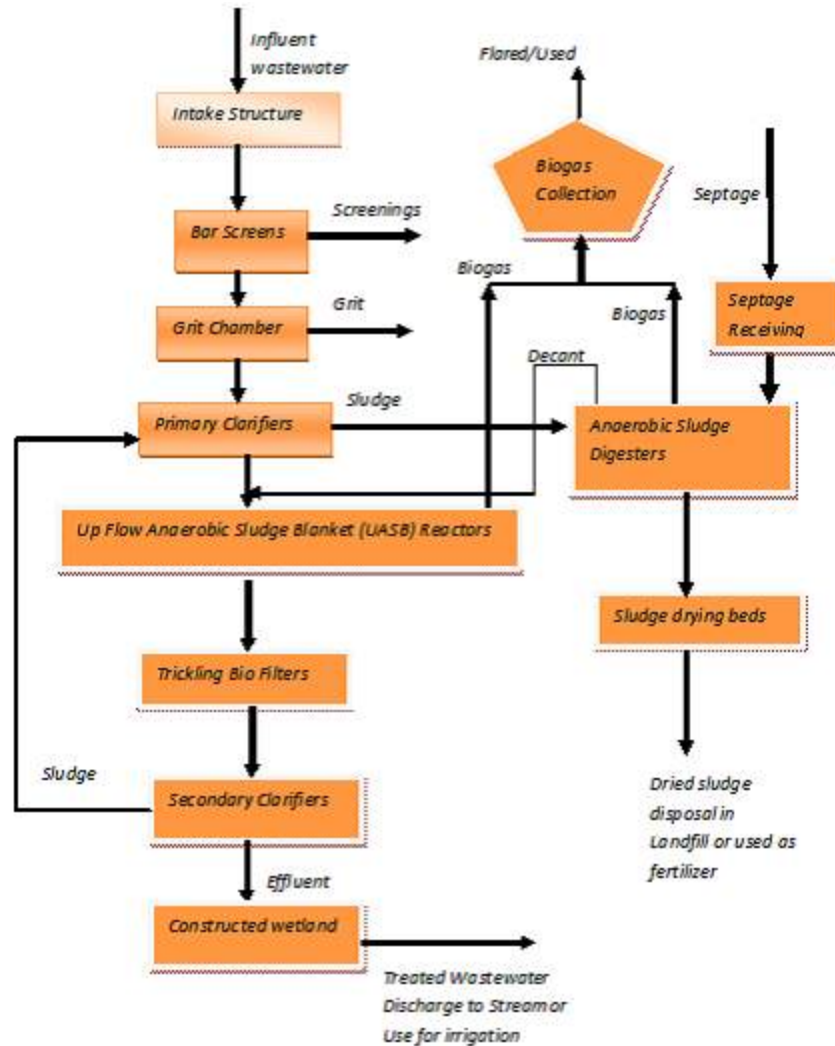 Influent
wastewater
Flared/Used
Intake Structure
Biogas
Collection
Septage
Screenings
Bar Screens
Biogas
Septage
Receiving
Grit
Biogas
Grit Chamber
Decant
Sludge
Primary Clarifiers
Anaerobic Sludge
Digesters
Up Flow Anaerobic Sludge Blanket (UASB) Reactors
Sludge drying beds
Trickling Bio Filters
Sludge
Secondary Clarifiers
Dried sludge
disposal in
Landfill or used as
fertilizer
Effluent
Constructed wetland
Treated Wastewater
Discharge to Streamor
Use for irrigation